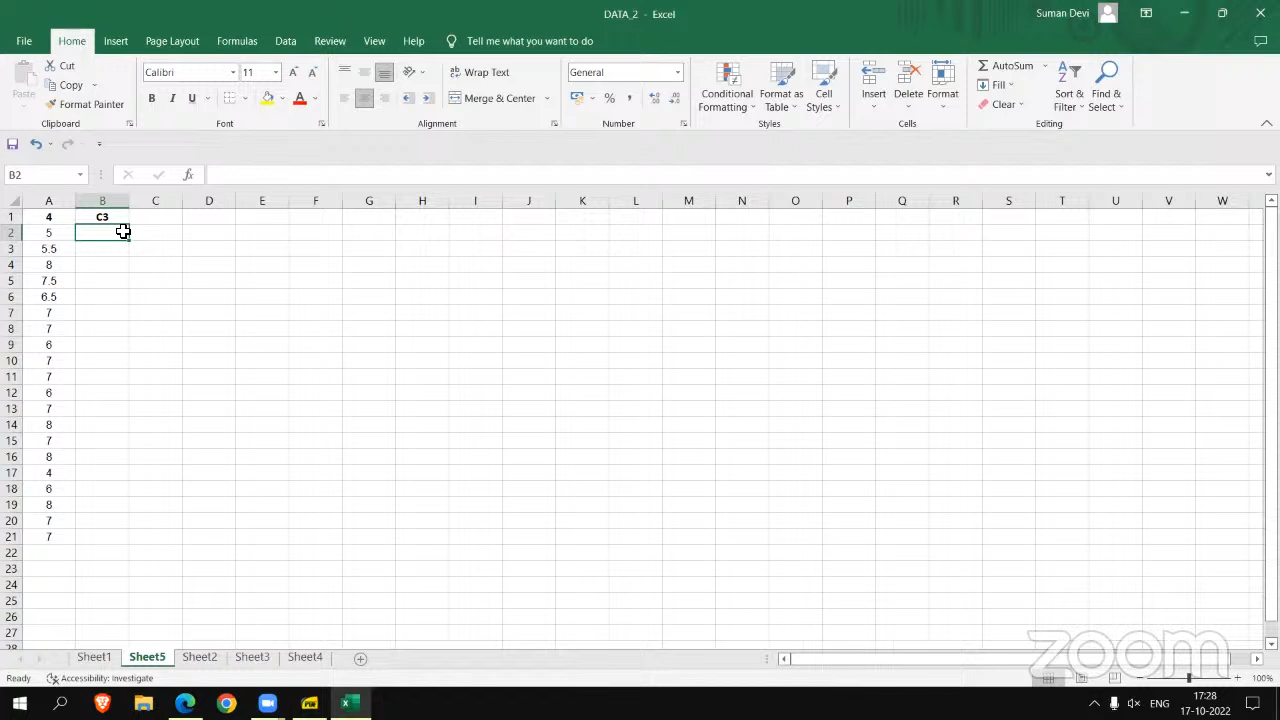 DATA_2 - Excel
Suman Devi
File Home Insert Page Layout Formulas Data Review View Help Tell me what you want to do
Paste
Cut
Copy
Format Painter
Calibri 11
B I U A
Wrap Text
Merge & Center
General
%
Conditional Formatting
Format as Table
Cell Styles
Insert
Delete
Format
AutoSum
Fill
Clear
Sort & Filter
Find & Select
Clipboard Font Alignment Number Styles Cells Editing
B2 fx
A B C D E F G H I J K L M N O P Q R S T U V W
1 4 C3
2 5
3 5.5
4 8
5 7.5
6 6.5
7 7
8 7
9 6
10 7
11 7
12 6
13 7
14 8
15 7
16 8
17 4
18 6
19 8
20 7
21 7
22
23
24
25
26
27
28
zoom
Sheet1 Sheet5 Sheet2 Sheet3 Sheet4
Ready Accessibility: Investigate 100%
ENG 17:28
17-10-2022